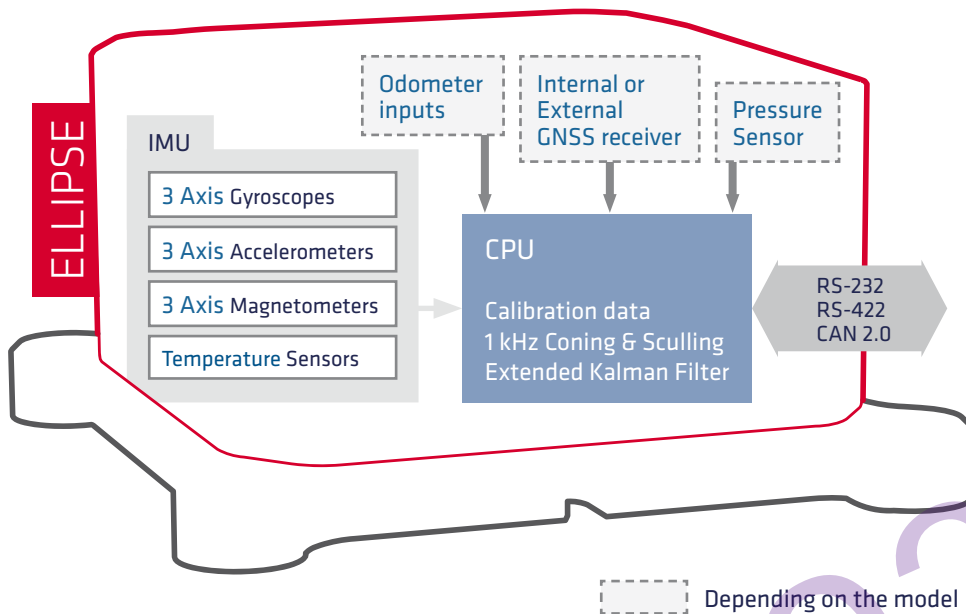 ELLIPSE
IMU
3 Axis Gyroscopes
3 Axis Accelerometers
3 Axis Magnetometers
Temperature Sensors
Odometer
inputs
Internal or
External
GNSS receiver
Pressure
Sensor
CPU
Calibration data
1 kHz Coning & Sculling
Extended Kalman Filter
RS-232
RS-422
CAN 2.0
Depending on the model